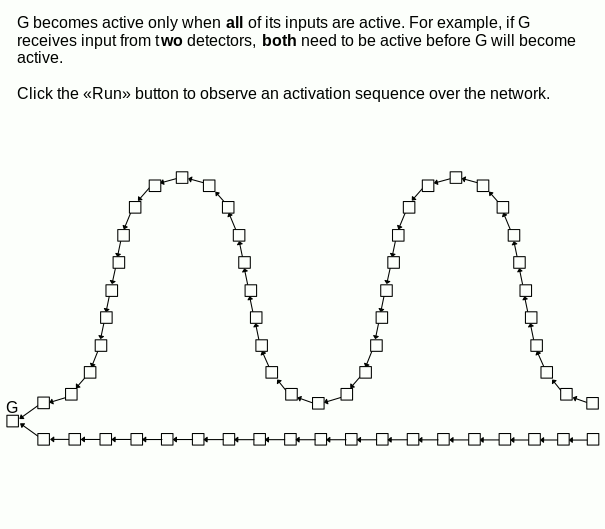 G becomes active only when all of its inputs are active. For example, if G
receives input from two detectors, both need to be active before G will become
active.
Click the «Run» button to observe an activation sequence over the network.
G